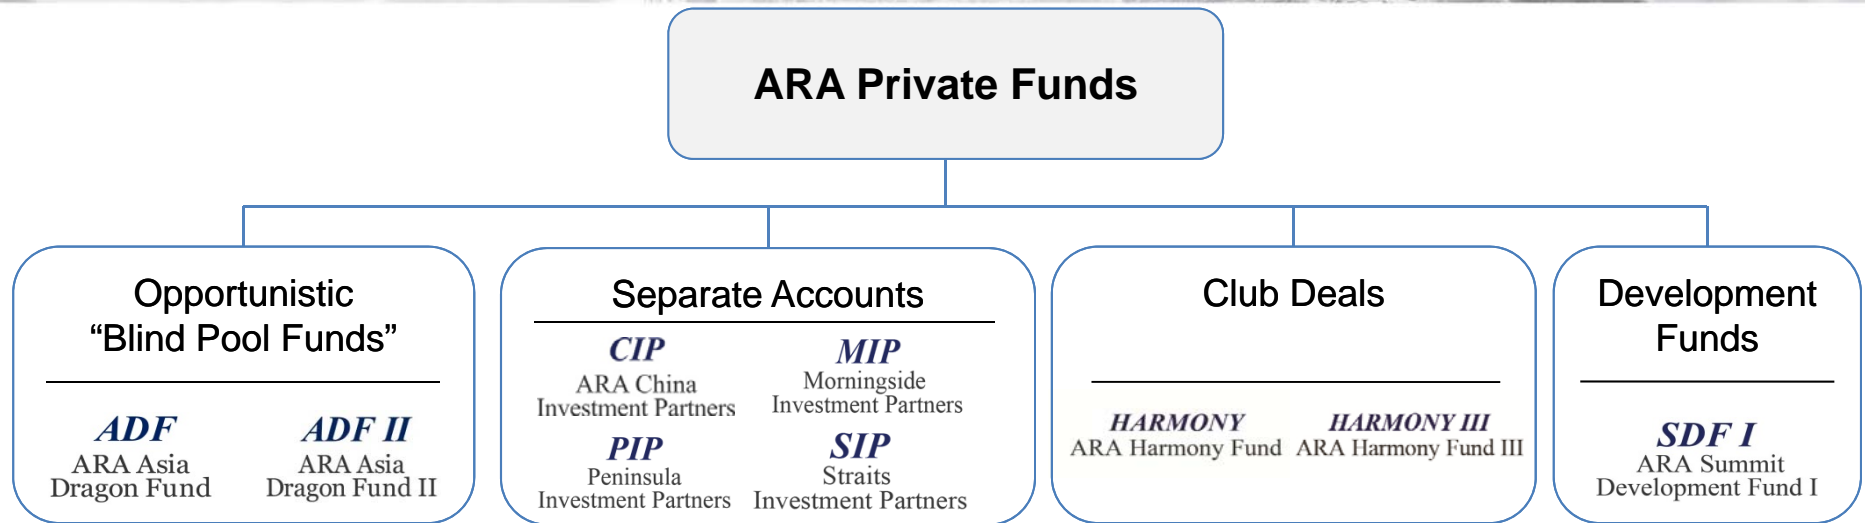 ARA Private Funds
Opportunistic
“Blind Pool Funds”
ADF
ARA Asia
Dragon Fund
ADF II
ARA Asia
Dragon Fund II
Separate Accounts
CIP
ARA China
Investment Partners
MIP
Morningside
Investment Partners
PIP
Peninsula
Investment Partners
SIP
Straits
Investment Partners
Club Deals
HARMONY
ARA Harmony Fund
HARMONY III
ARA Harmony Fund III
Development
Funds
SDF I
ARA Summit
Development Fund I